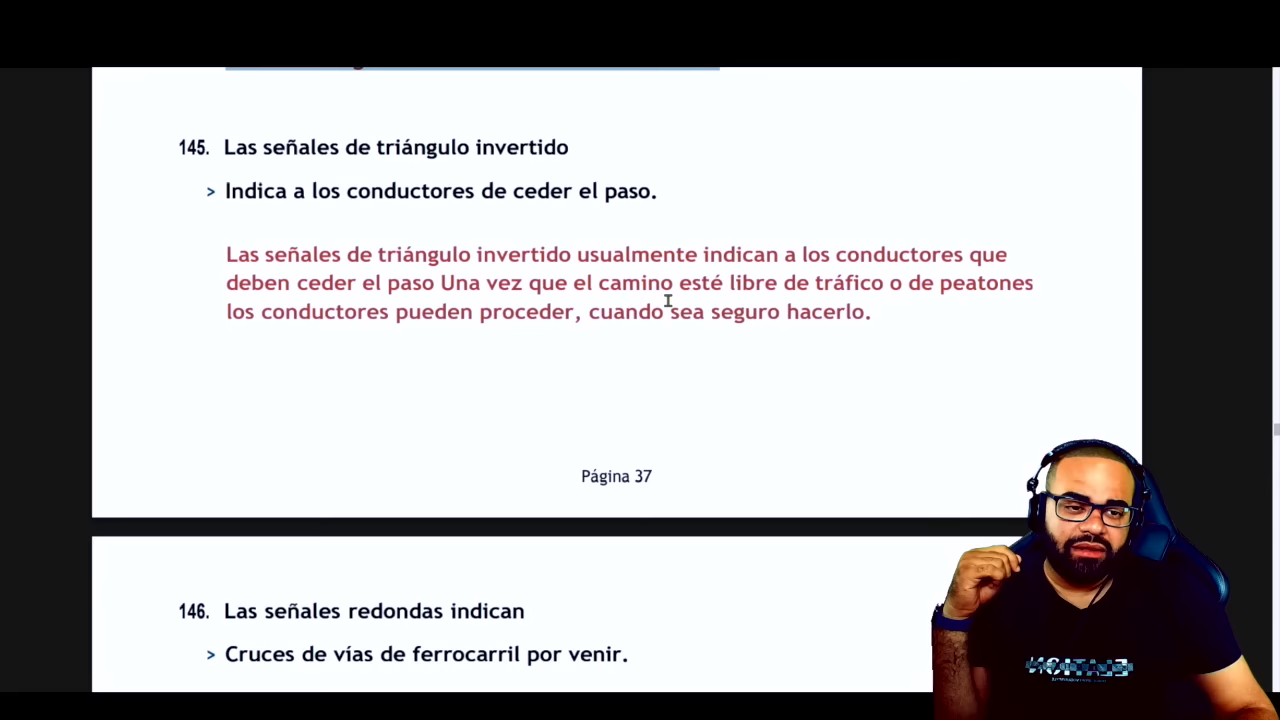 145. Las señales de triángulo invertido
> Indica a los conductores de ceder el paso.
Las señales de triángulo invertido usualmente indican a los conductores que
deben ceder el paso Una vez que el camino esté libre de tráfico o de peatones
los conductores pueden proceder, cuando sea seguro hacerlo.
Página 37
146. Las señales redondas indican
> Cruces de vías de ferrocarril por venir.